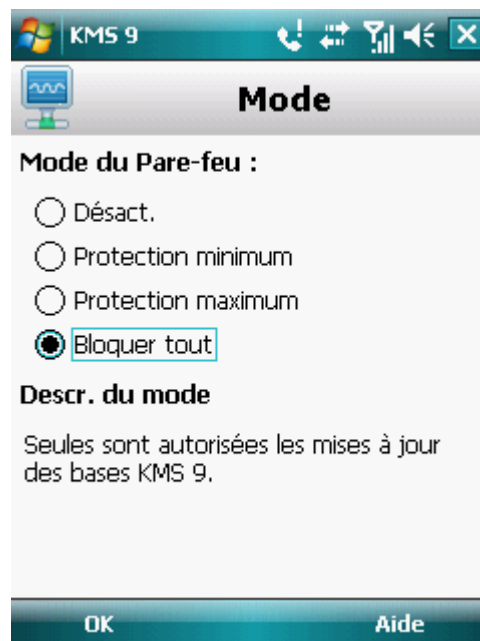 KMS 9
Mode
Mode du Pare-feu :
Désact.
Protection minimum
Protection maximum
Bloquer tout
Descr. du mode
Seules sont autorisées les mises à jour
des bases KMS 9.
OK Aide